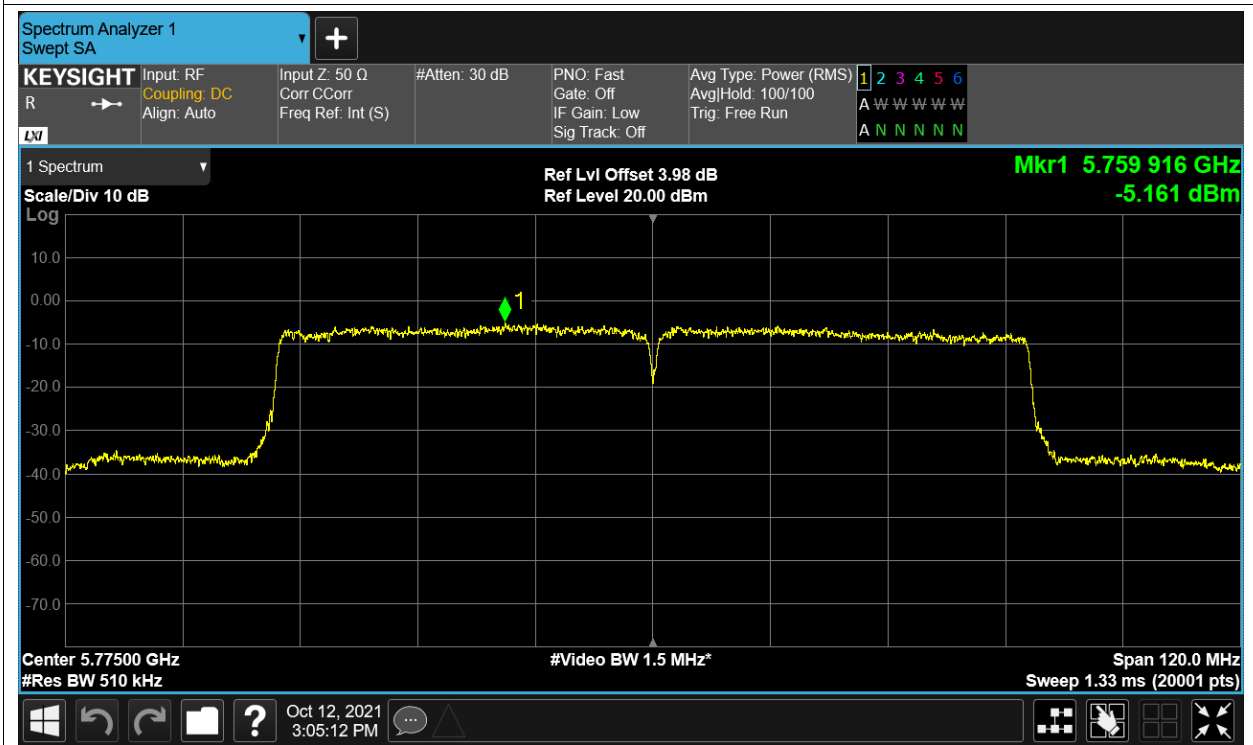 Spectrum Analyzer 1
Swept SA
+
KEYSIGHT
R
LXI
Input: RF
Coupling: DC
Align: Auto
Input Z: 50 Ω
Corr CCorr
Freq Ref: Int (S)
#Atten: 30 dB
PNO: Fast
Gate: Off
IF Gain: Low
Sig Track: Off
Avg Type: Power (RMS)
Avg|Hold: 100/100
Trig: Free Run
1 2 3 4 5 6
A W W W W W
A N N N N N
1 Spectrum
Scale/Div 10 dB
Ref Lvl Offset 3.98 dB
Ref Level 20.00 dBm
Mkr1 5.759 916 GHz
-5.161 dBm
Log
10.0
0.00
1
-10.0
-20.0
-30.0
-40.0
-50.0
-60.0
-70.0
Center 5.77500 GHz
#Video BW 1.5 MHz*
Span 120.0 MHz
#Res BW 510 kHz
Sweep 1.33 ms (20001 pts)
?
Oct 12, 2021
3:05:12 PM